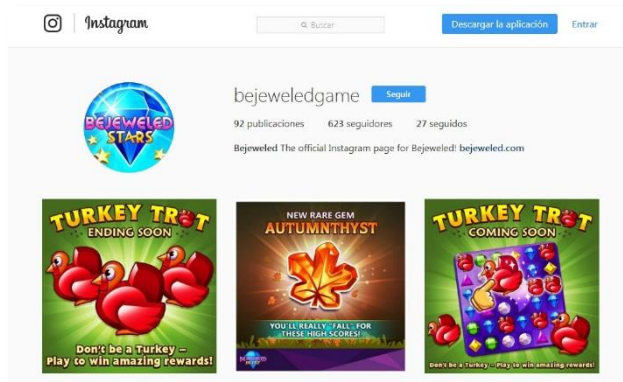 Instagram
Buscar
Descargar la aplicación
Entrar
BEJEWELED
STARS
bejeweledgame
Seguir
92 publicaciones 623 seguidores 27 seguidos
Bejeweled The official Instagram page for Bejeweled! bejeweled.com
TURKEY TROT
ENDING SOON
Don't be a Turkey –
Play to win amazing rewards!
NEW RARE GEM
AUTUMNTHYST
YOU'LL REALLY "FALL" FOR
THESE HIGH SCORES!
TURKEY TROT
COMING SOON
Don't be a Turkey – Play to win amazing rewards!